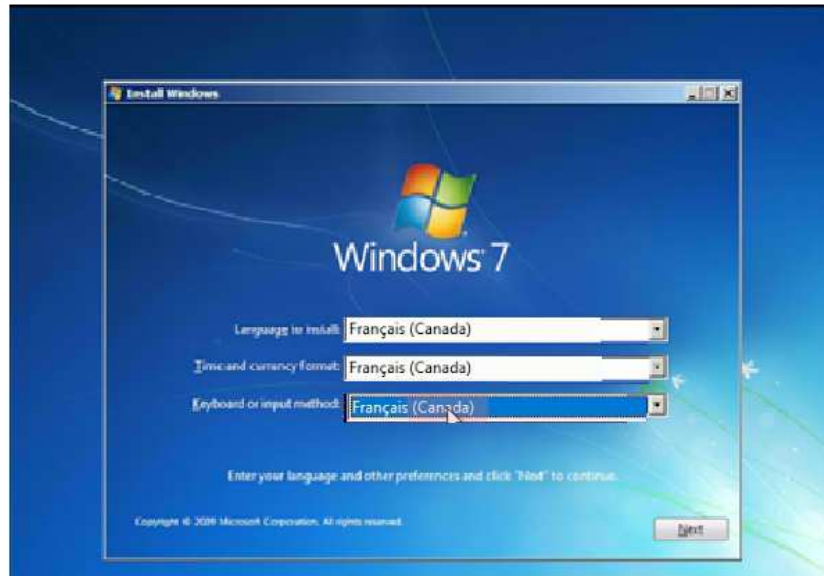 Install Windows
Windows 7
Language to install: Français (Canada)
Time and currency format: Français (Canada)
Keyboard or input method: Français (Canada)
Enter your language and other preferences and click "Next" to continue.
Copyright © 2009 Microsoft Corporation. All rights reserved.
Next